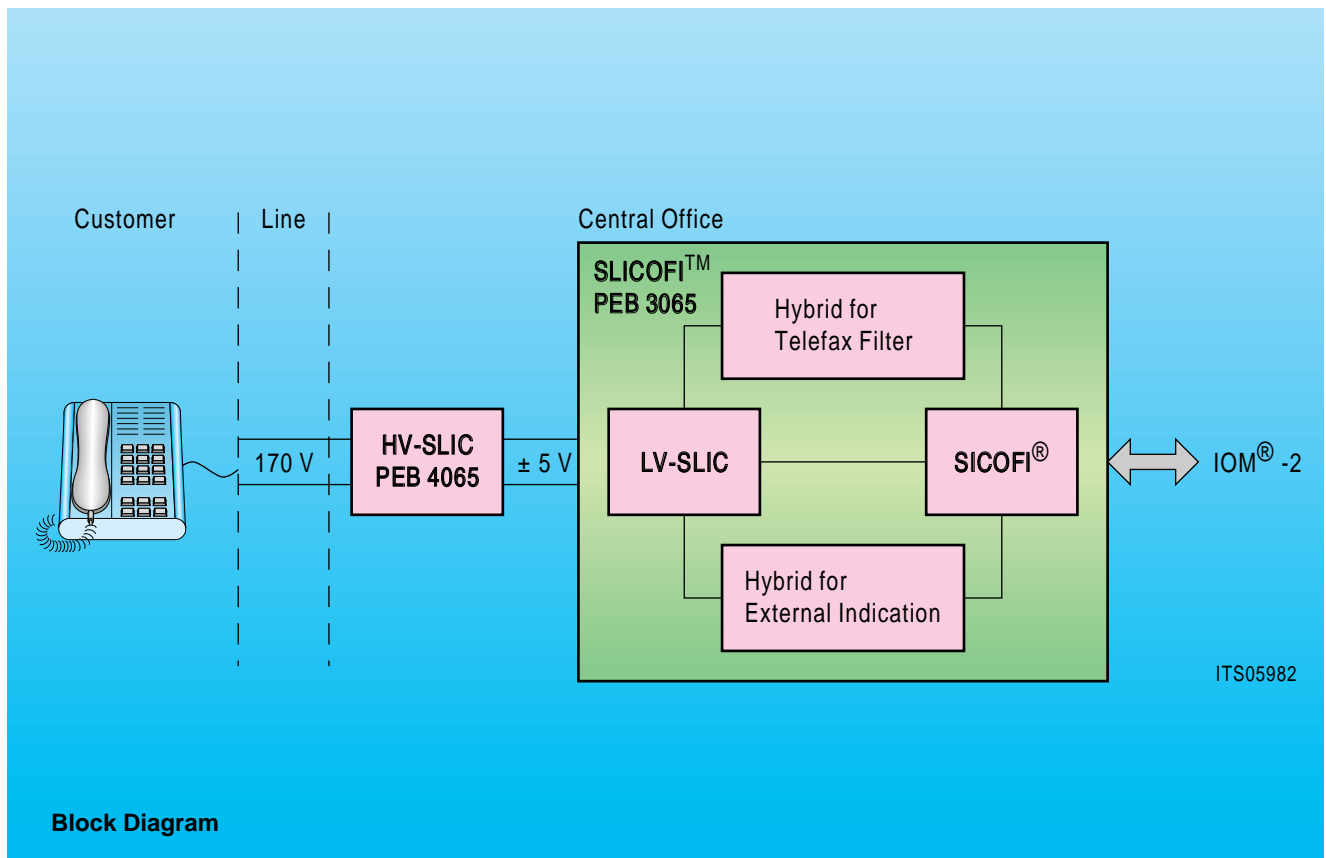 Customer
Line
Central Office
SLICOFI™
PEB 3065
Hybrid for
Telefax Filter
170 V
HV-SLIC
PEB 4065
± 5 V
LV-SLIC
SICOFI®
IOM® -2
Hybrid for
External Indication
ITS05982
Block Diagram